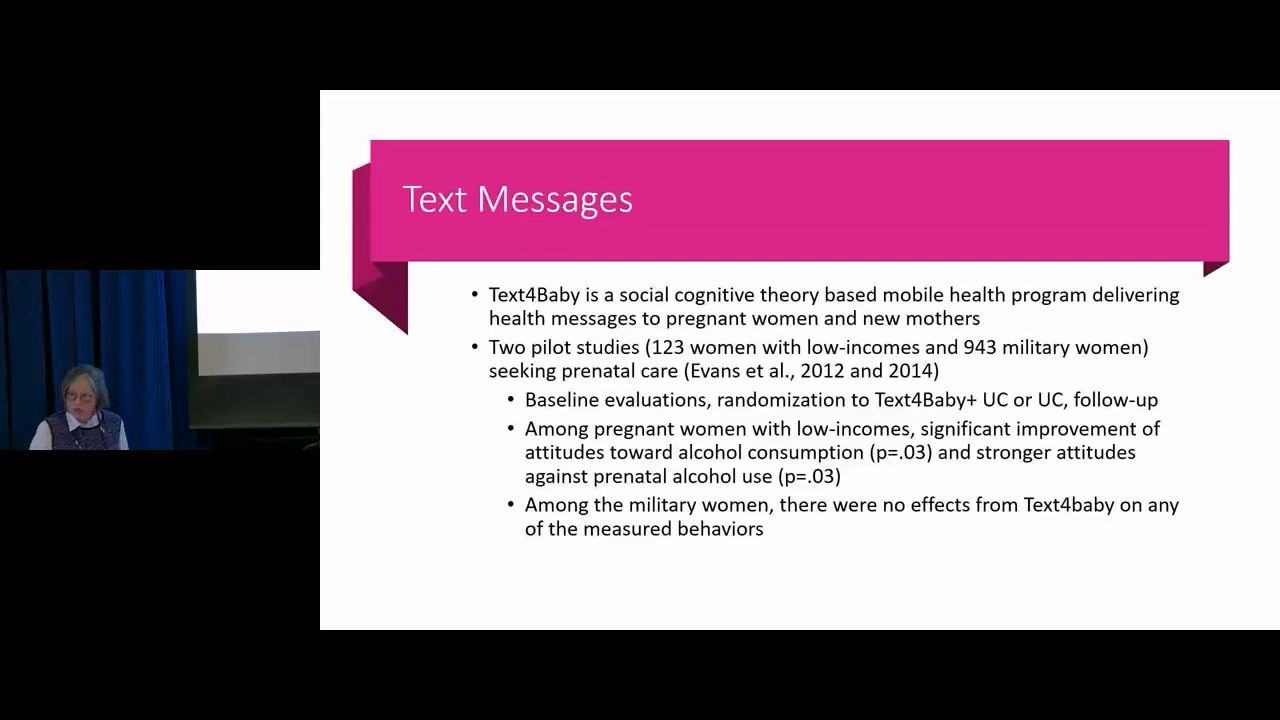 Text Messages
• Text4Baby is a social cognitive theory based mobile health program delivering
health messages to pregnant women and new mothers
• Two pilot studies (123 women with low-incomes and 943 military women)
seeking prenatal care (Evans et al., 2012 and 2014)
• Baseline evaluations, randomization to Text4Baby+ UC or UC, follow-up
• Among pregnant women with low-incomes, significant improvement of
attitudes toward alcohol consumption (p=.03) and stronger attitudes
against prenatal alcohol use (p=.03)
• Among the military women, there were no effects from Text4baby on any
of the measured behaviors